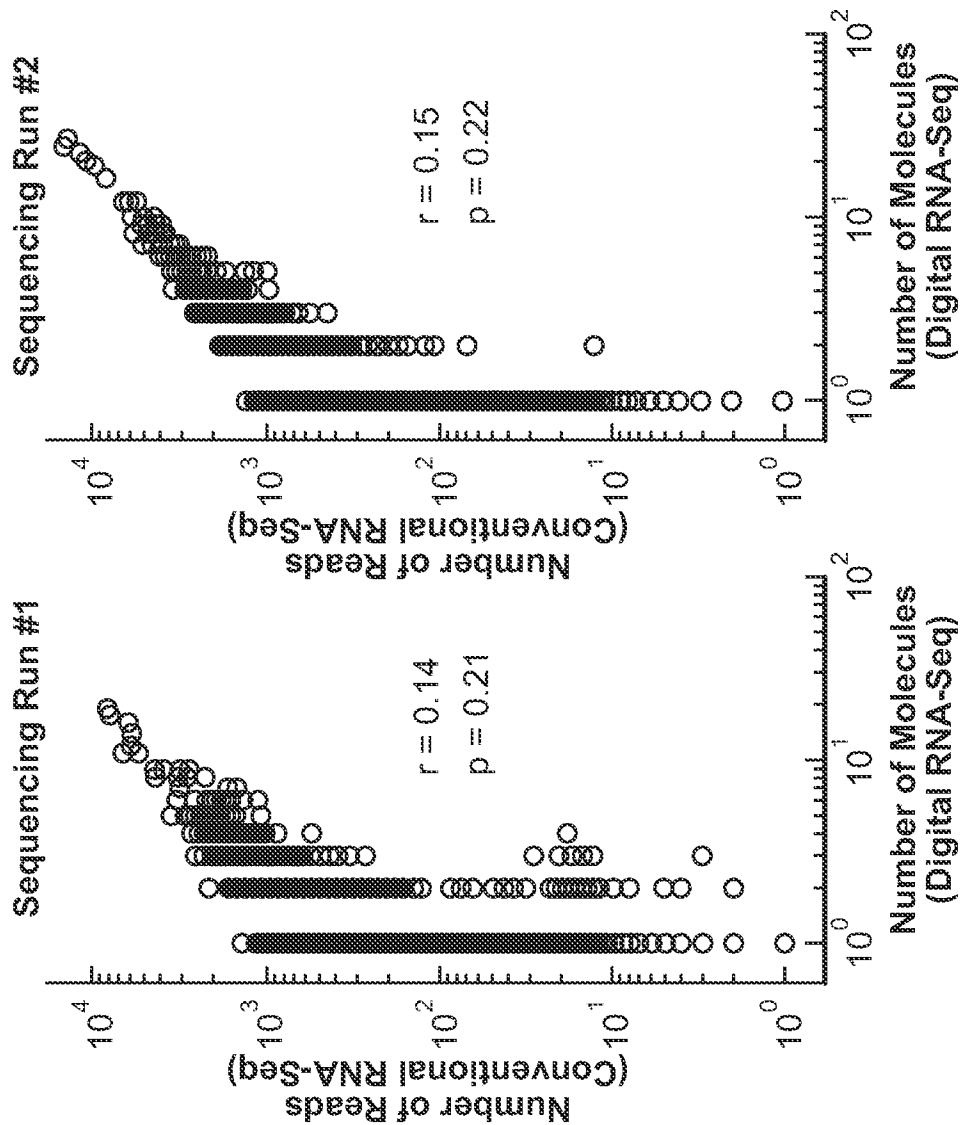 Sequencing Run #1
Number of Reads
(Conventional RNA-Seq)
10^4
10^3
10^2
10^1
10^0
r = 0.14
p = 0.21
10^0
10^1
10^2
Number of Molecules
(Digital RNA-Seq)
Sequencing Run #2
Number of Reads
(Conventional RNA-Seq)
10^4
10^3
10^2
10^1
10^0
r = 0.15
p = 0.22
10^0
10^1
10^2
Number of Molecules
(Digital RNA-Seq)